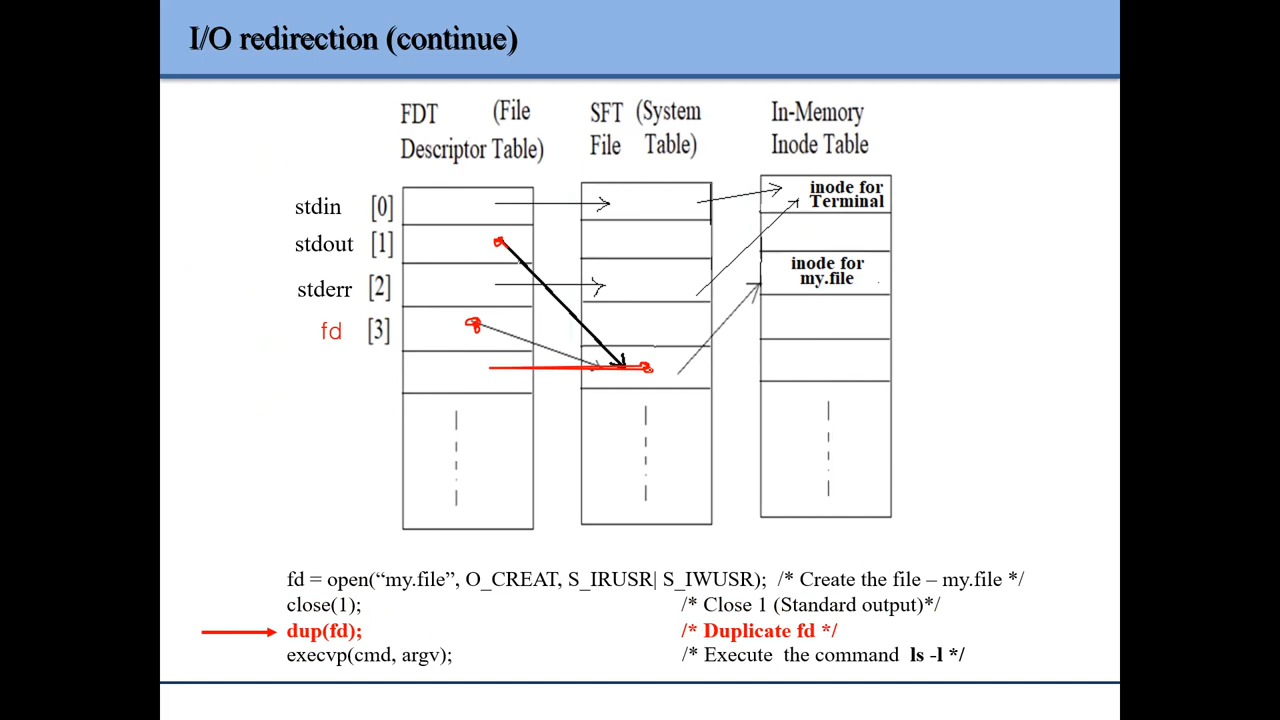 I/O redirection (continue)
FDT (File Descriptor Table)
SFT (System File Table)
In-Memory Inode Table
stdin [0]
stdout [1]
stderr [2]
fd [3]
inode for Terminal
inode for my.file
fd = open(“my.file”, O_CREAT, S_IRUSR| S_IWUSR); /* Create the file – my.file */
close(1); /* Close 1 (Standard output)*/
dup(fd); /* Duplicate fd */
execvp(cmd, argv); /* Execute the command ls -l */